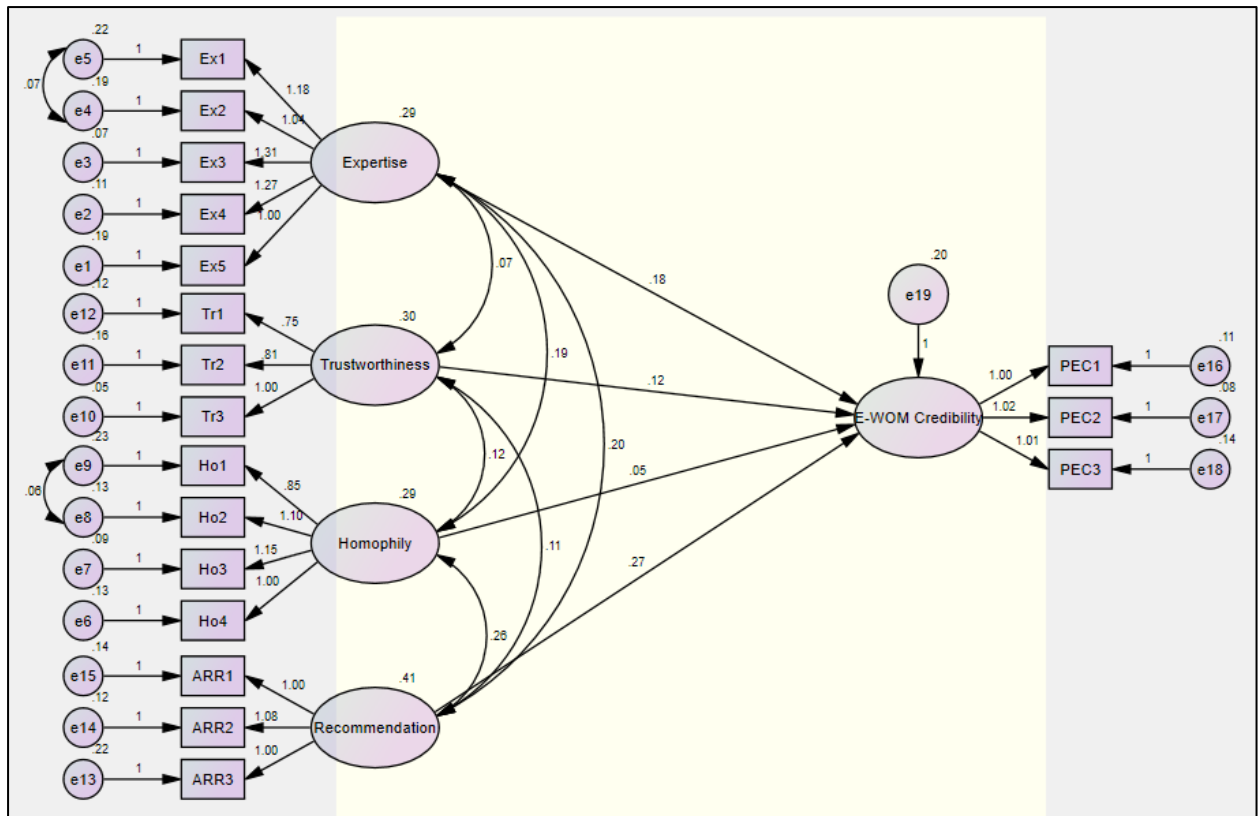 .22
e5
1
Ex1
.07
.19
e4
1
Ex2
.07
e3
1
Ex3
.11
e2
1
Ex4
.19
e1
1
Ex5
1.18
1.04
1.31
1.27
1.00
.29
Expertise
.12
e12
1
Tr1
.16
e11
1
Tr2
.05
e10
1
Tr3
.75
.81
1.00
.30
Trustworthiness
.23
e9
1
Ho1
.06
.13
e8
1
Ho2
.09
e7
1
Ho3
.13
e6
1
Ho4
.85
1.10
1.15
1.00
.29
Homophily
.14
e15
1
ARR1
.12
e14
1
ARR2
.22
e13
1
ARR3
1.00
1.08
1.00
.41
Recommendation
.07
.19
.20
.12
.11
.26
.18
.12
.05
.27
.20
e19
1
E-WOM Credibility
1.00
1.02
1.01
PEC1
1
e16
.11
PEC2
1
e17
.08
PEC3
1
e18
.14